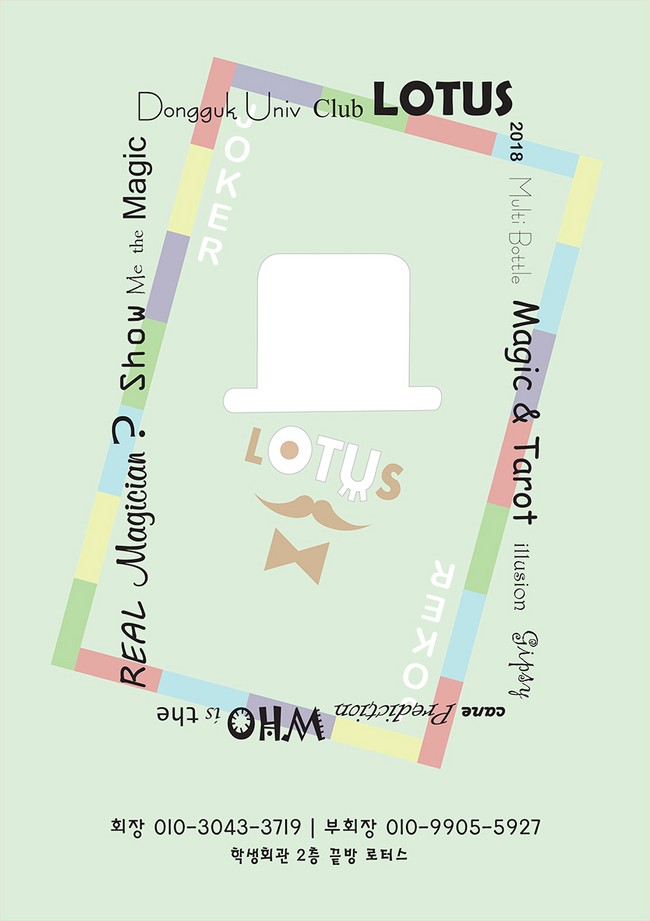 Dongguk Univ Club LOTUS
2018 Multi Bottle Magic & Tarot illusion Gipsy
cane Prediction WHO is the
REAL Magician? Show Me the Magic
JOKER
LOTUS
JOKER
회장 010-3043-3719 | 부회장 010-9905-5927
학생회관 2층 끝방 로터스